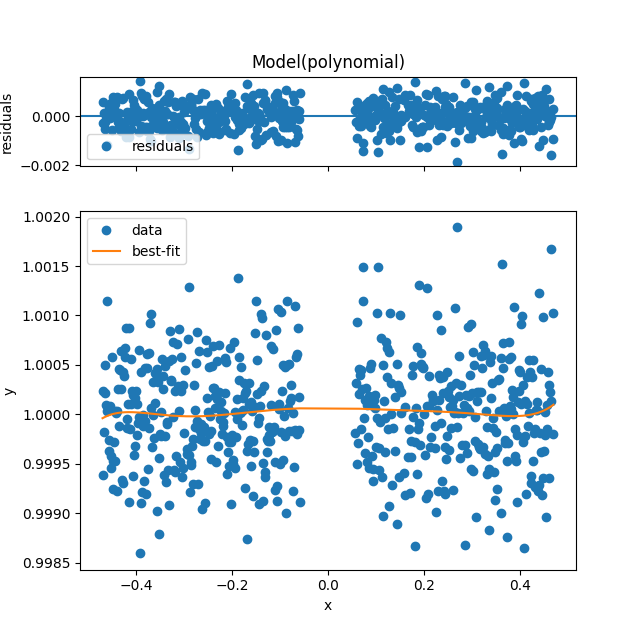 Model(polynomial)
residuals
0.000
−0.002
residuals
1.0020
1.0015
1.0010
1.0005
1.0000
0.9995
0.9990
0.9985
y
data
best-fit
−0.4
−0.2
0.0
0.2
0.4
x